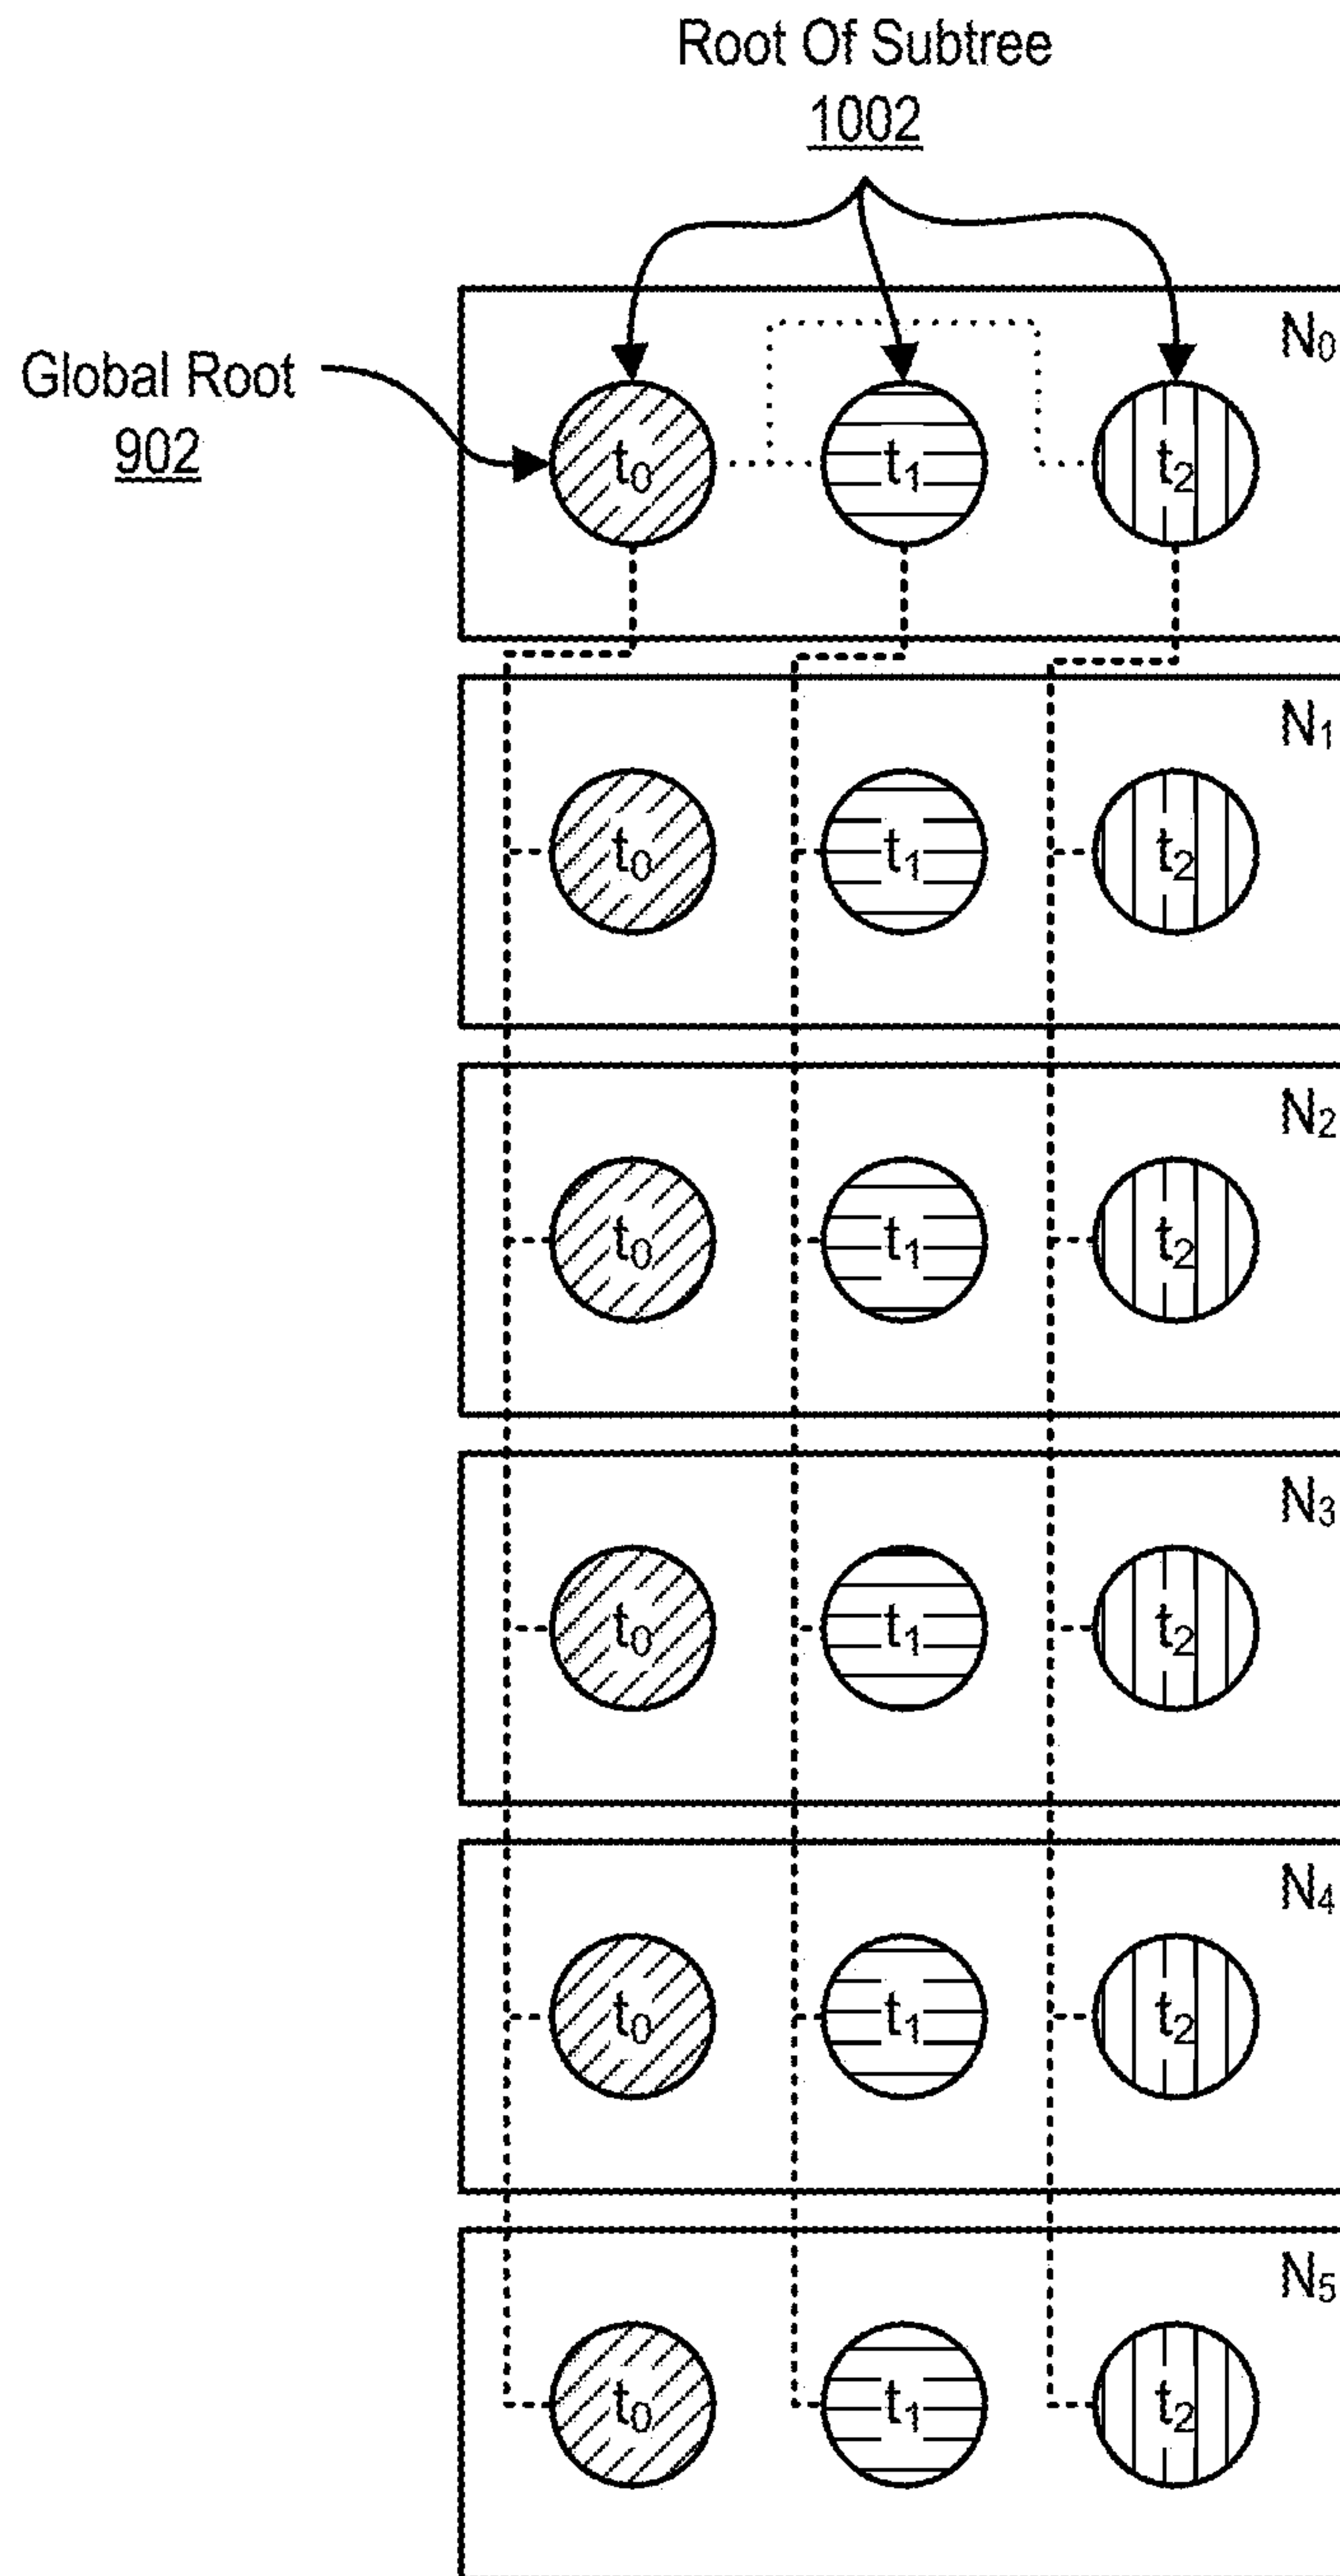 Root Of Subtree
1002
N₀
Global Root
902
t₀ t₁ t₂
N₁
t₀ t₁ t₂
N₂
t₀ t₁ t₂
N₃
t₀ t₁ t₂
N₄
t₀ t₁ t₂
N₅
t₀ t₁ t₂